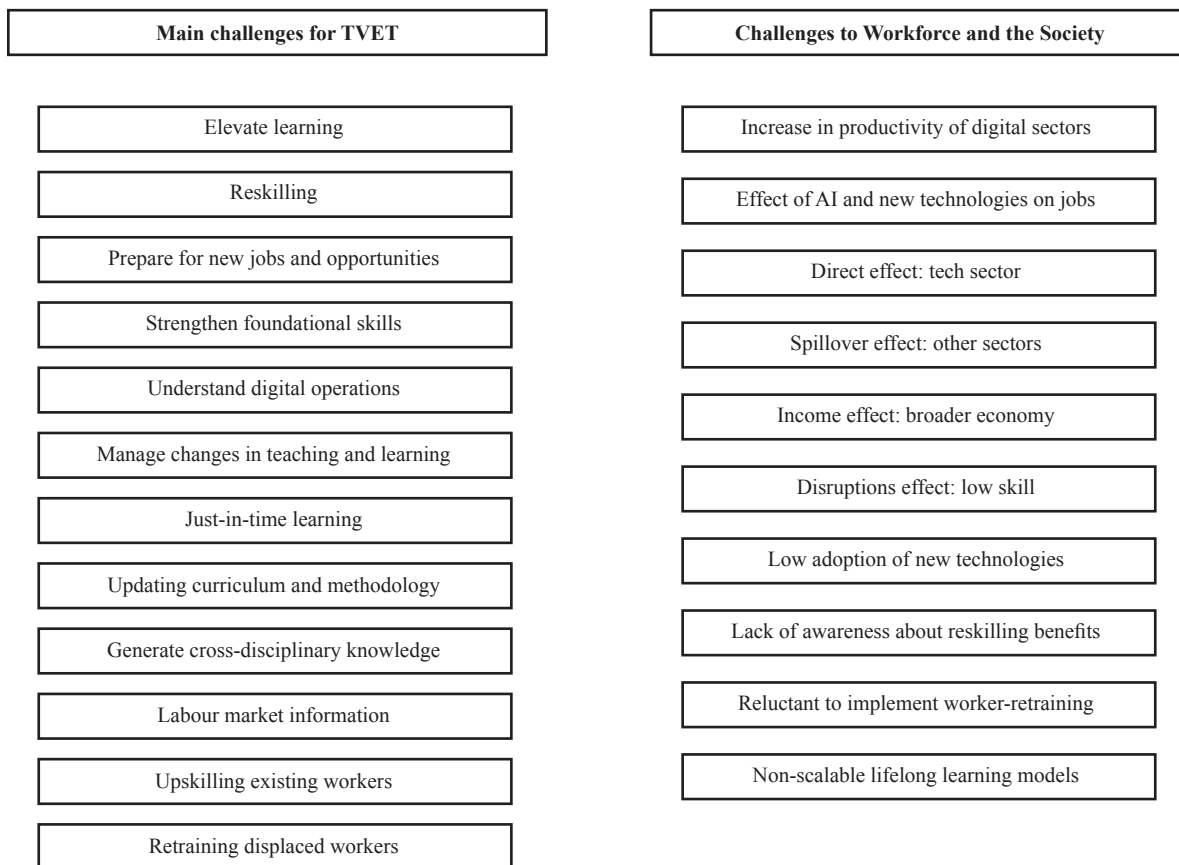 Main challenges for TVET
Elevate learning
Reskilling
Prepare for new jobs and opportunities
Strengthen foundational skills
Understand digital operations
Manage changes in teaching and learning
Just-in-time learning
Updating curriculum and methodology
Generate cross-disciplinary knowledge
Labour market information
Upskilling existing workers
Retraining displaced workers
Challenges to Workforce and the Society
Increase in productivity of digital sectors
Effect of AI and new technologies on jobs
Direct effect: tech sector
Spillover effect: other sectors
Income effect: broader economy
Disruptions effect: low skill
Low adoption of new technologies
Lack of awareness about reskilling benefits
Reluctant to implement worker-retraining
Non-scalable lifelong learning models